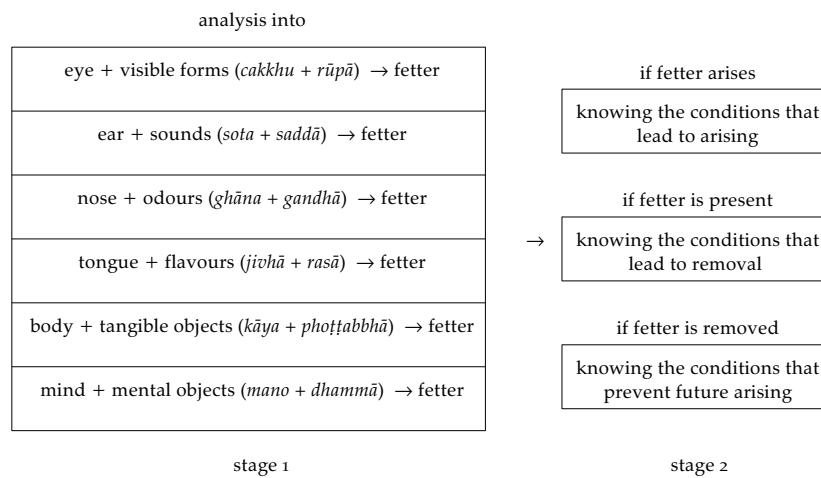 analysis into
eye + visible forms (cakkhu + rūpā) → fetter
ear + sounds (sota + saddā) → fetter
nose + odours (ghāna + gandhā) → fetter
tongue + flavours (jivhā + rasā) → fetter
body + tangible objects (kāya + phoṭṭabbhā) → fetter
mind + mental objects (mano + dhammā) → fetter
stage 1
→
if fetter arises
knowing the conditions that
lead to arising
if fetter is present
knowing the conditions that
lead to removal
if fetter is removed
knowing the conditions that
prevent future arising
stage 2